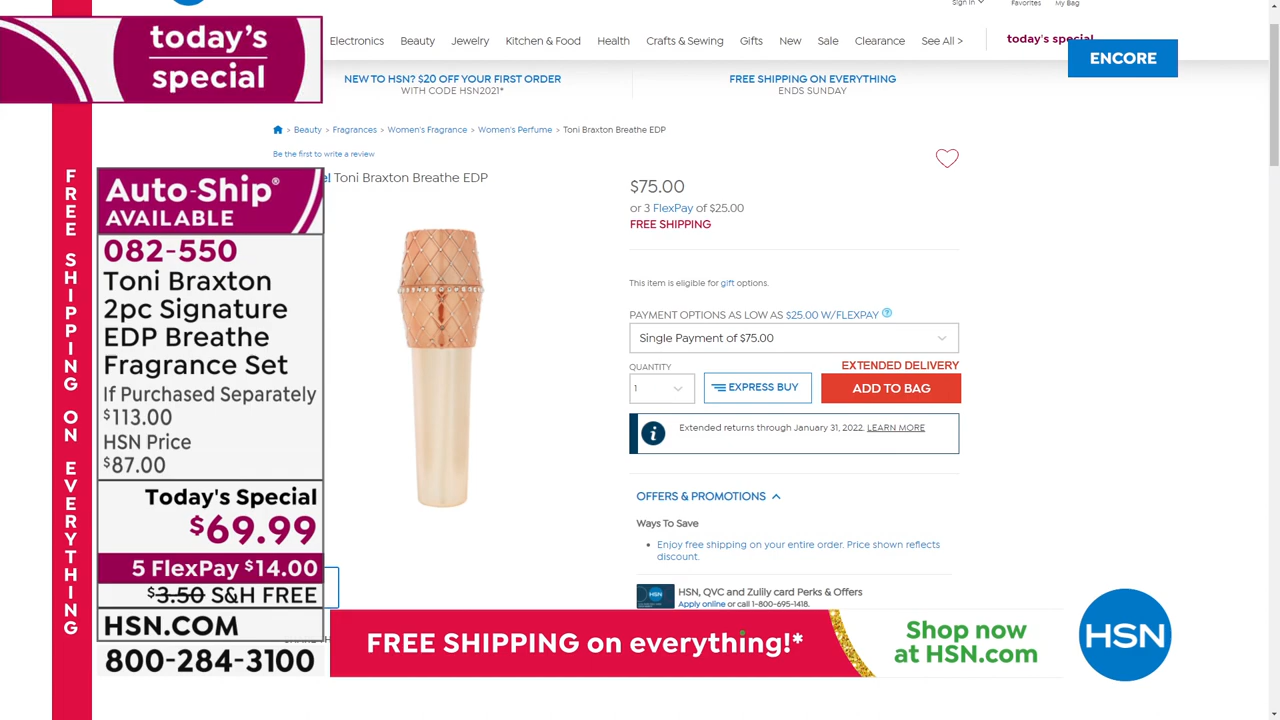 Sign In
Favorites
My Bag
today's
special
Electronics
Beauty
Jewelry
Kitchen & Food
Health
Crafts & Sewing
Gifts
New
Sale
Clearance
See All >
today's special
ENCORE
NEW TO HSN? $20 OFF YOUR FIRST ORDER
WITH CODE HSN2021*
FREE SHIPPING ON EVERYTHING
ENDS SUNDAY
> Beauty > Fragrances > Women's Fragrance > Women's Perfume > Toni Braxton Breathe EDP
Be the first to write a review
Toni Braxton Breathe EDP
FREE SHIPPING ON EVERYTHING
Auto-Ship®
AVAILABLE
082-550
Toni Braxton
2pc Signature
EDP Breathe
Fragrance Set
If Purchased Separately
$113.00
HSN Price
$87.00
Today's Special
$69.99
5 FlexPay $14.00
$3.50 S&H FREE
HSN.COM
800-284-3100
$75.00
or 3 FlexPay of $25.00
FREE SHIPPING
This item is eligible for gift options.
PAYMENT OPTIONS AS LOW AS $25.00 W/FLEXPAY ?
Single Payment of $75.00
QUANTITY
EXTENDED DELIVERY
1
EXPRESS BUY
ADD TO BAG
i
Extended returns through January 31, 2022. LEARN MORE
OFFERS & PROMOTIONS
Ways To Save
• Enjoy free shipping on your entire order. Price shown reflects
discount.
HSN
HSN, QVC and Zulily card Perks & Offers
Apply online or call 1-800-695-1418.
FREE SHIPPING on everything!*
Shop now
at HSN.com
HSN